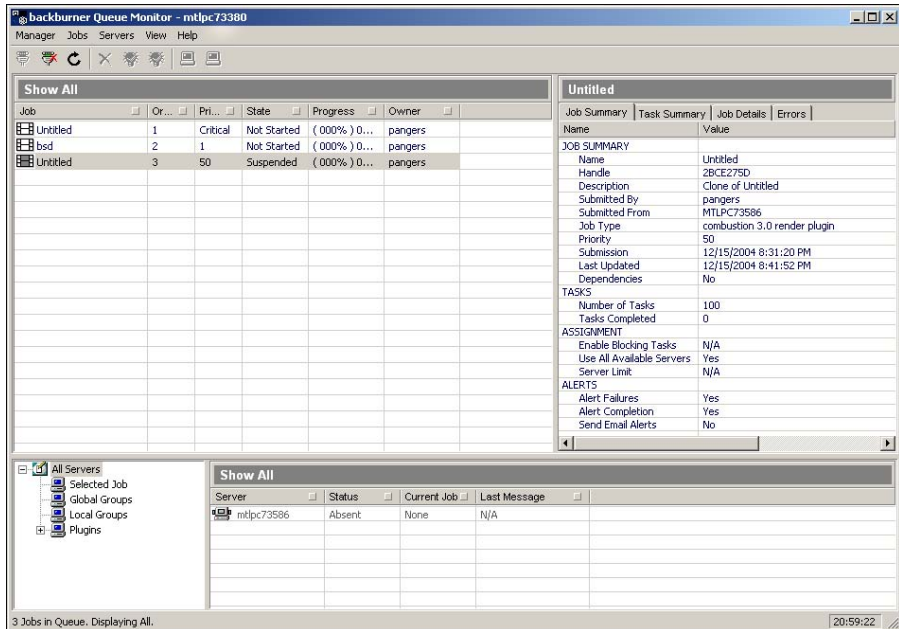 backburner Queue Monitor - mtlpc73380
Manager Jobs Servers View Help
Show All
Job Or... Pri... State Progress Owner
Untitled 1 Critical Not Started ( 000% ) 0... pangers
bsd 2 1 Not Started ( 000% ) 0... pangers
Untitled 3 50 Suspended ( 000% ) 0... pangers
Untitled
Job Summary Task Summary Job Details Errors
Name Value
JOB SUMMARY
Name Untitled
Handle 2BCE275D
Description Clone of Untitled
Submitted By pangers
Submitted From MTLPC73586
Job Type combustion 3.0 render plugin
Priority 50
Submission 12/15/2004 8:31:20 PM
Last Updated 12/15/2004 8:41:52 PM
Dependencies No
TASKS
Number of Tasks 100
Tasks Completed 0
ASSIGNMENT
Enable Blocking Tasks N/A
Use All Available Servers Yes
Server Limit N/A
ALERTS
Alert Failures Yes
Alert Completion Yes
Send Email Alerts No
All Servers
Selected Job
Global Groups
Local Groups
Plugins
Show All
Server Status Current Job Last Message
mtlpc73586 Absent None N/A
3 Jobs in Queue. Displaying All.
20:59:22